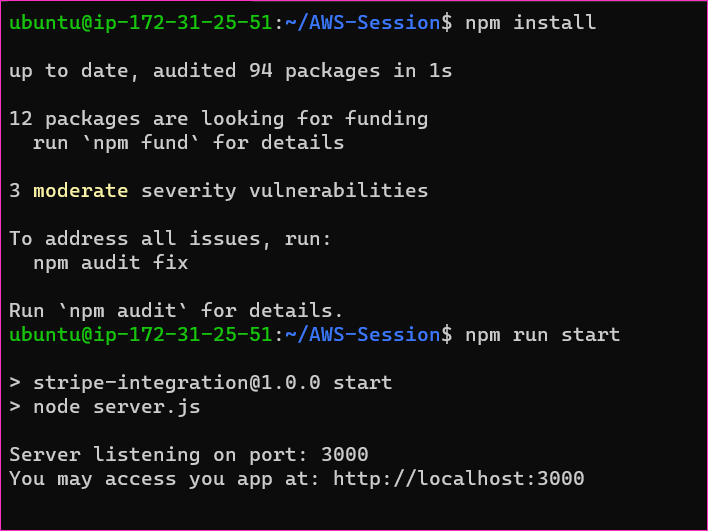 ubuntu@ip-172-31-25-51:~/AWS-Session$ npm install
up to date, audited 94 packages in 1s
12 packages are looking for funding
  run `npm fund` for details
3 moderate severity vulnerabilities
To address all issues, run:
  npm audit fix
Run `npm audit` for details.
ubuntu@ip-172-31-25-51:~/AWS-Session$ npm run start
> stripe-integration@1.0.0 start
> node server.js
Server listening on port: 3000
You may access you app at: http://localhost:3000